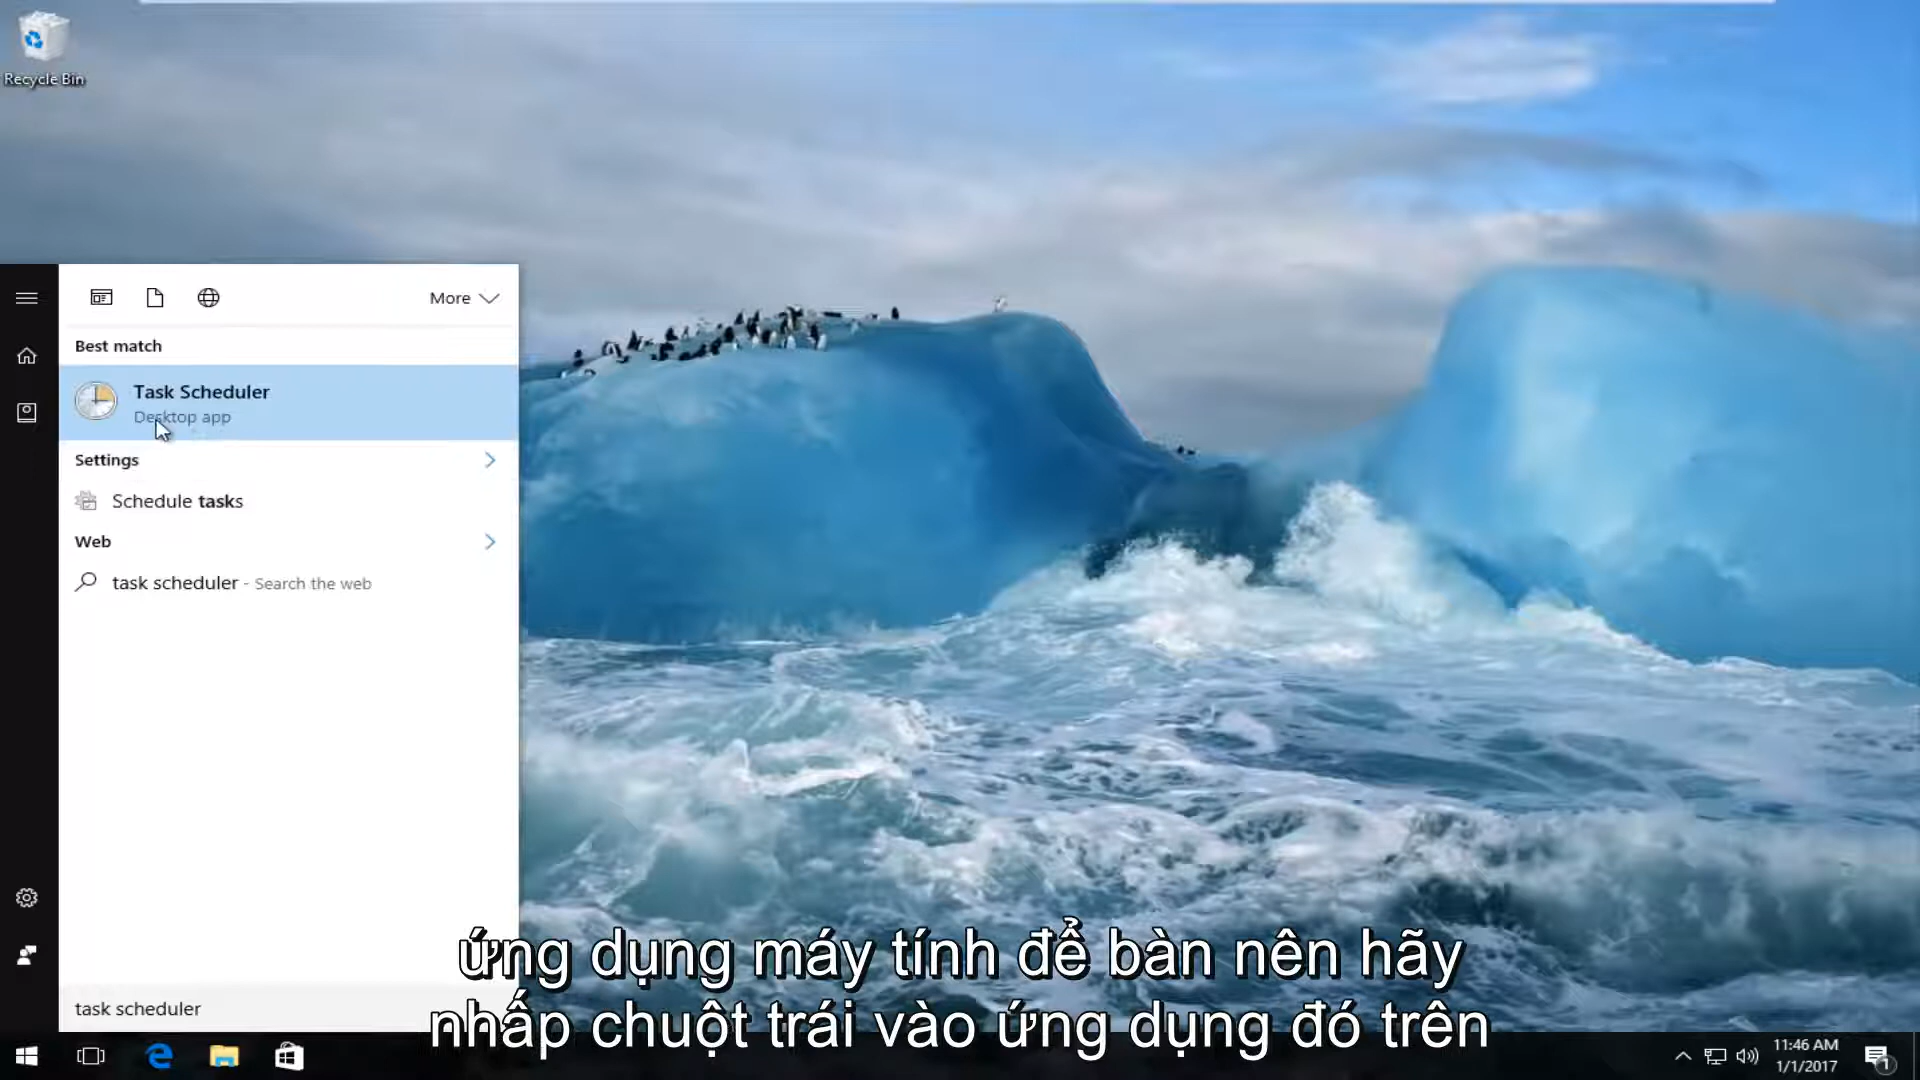 Recycle Bin
More
Best match
Task Scheduler
Desktop app
Settings
Schedule tasks
Web
task scheduler - Search the web
ứng dụng máy tính để bàn nên hãy
nhấp chuột trái vào ứng dụng đó trên
task scheduler
11:46 AM
1/1/2017
1